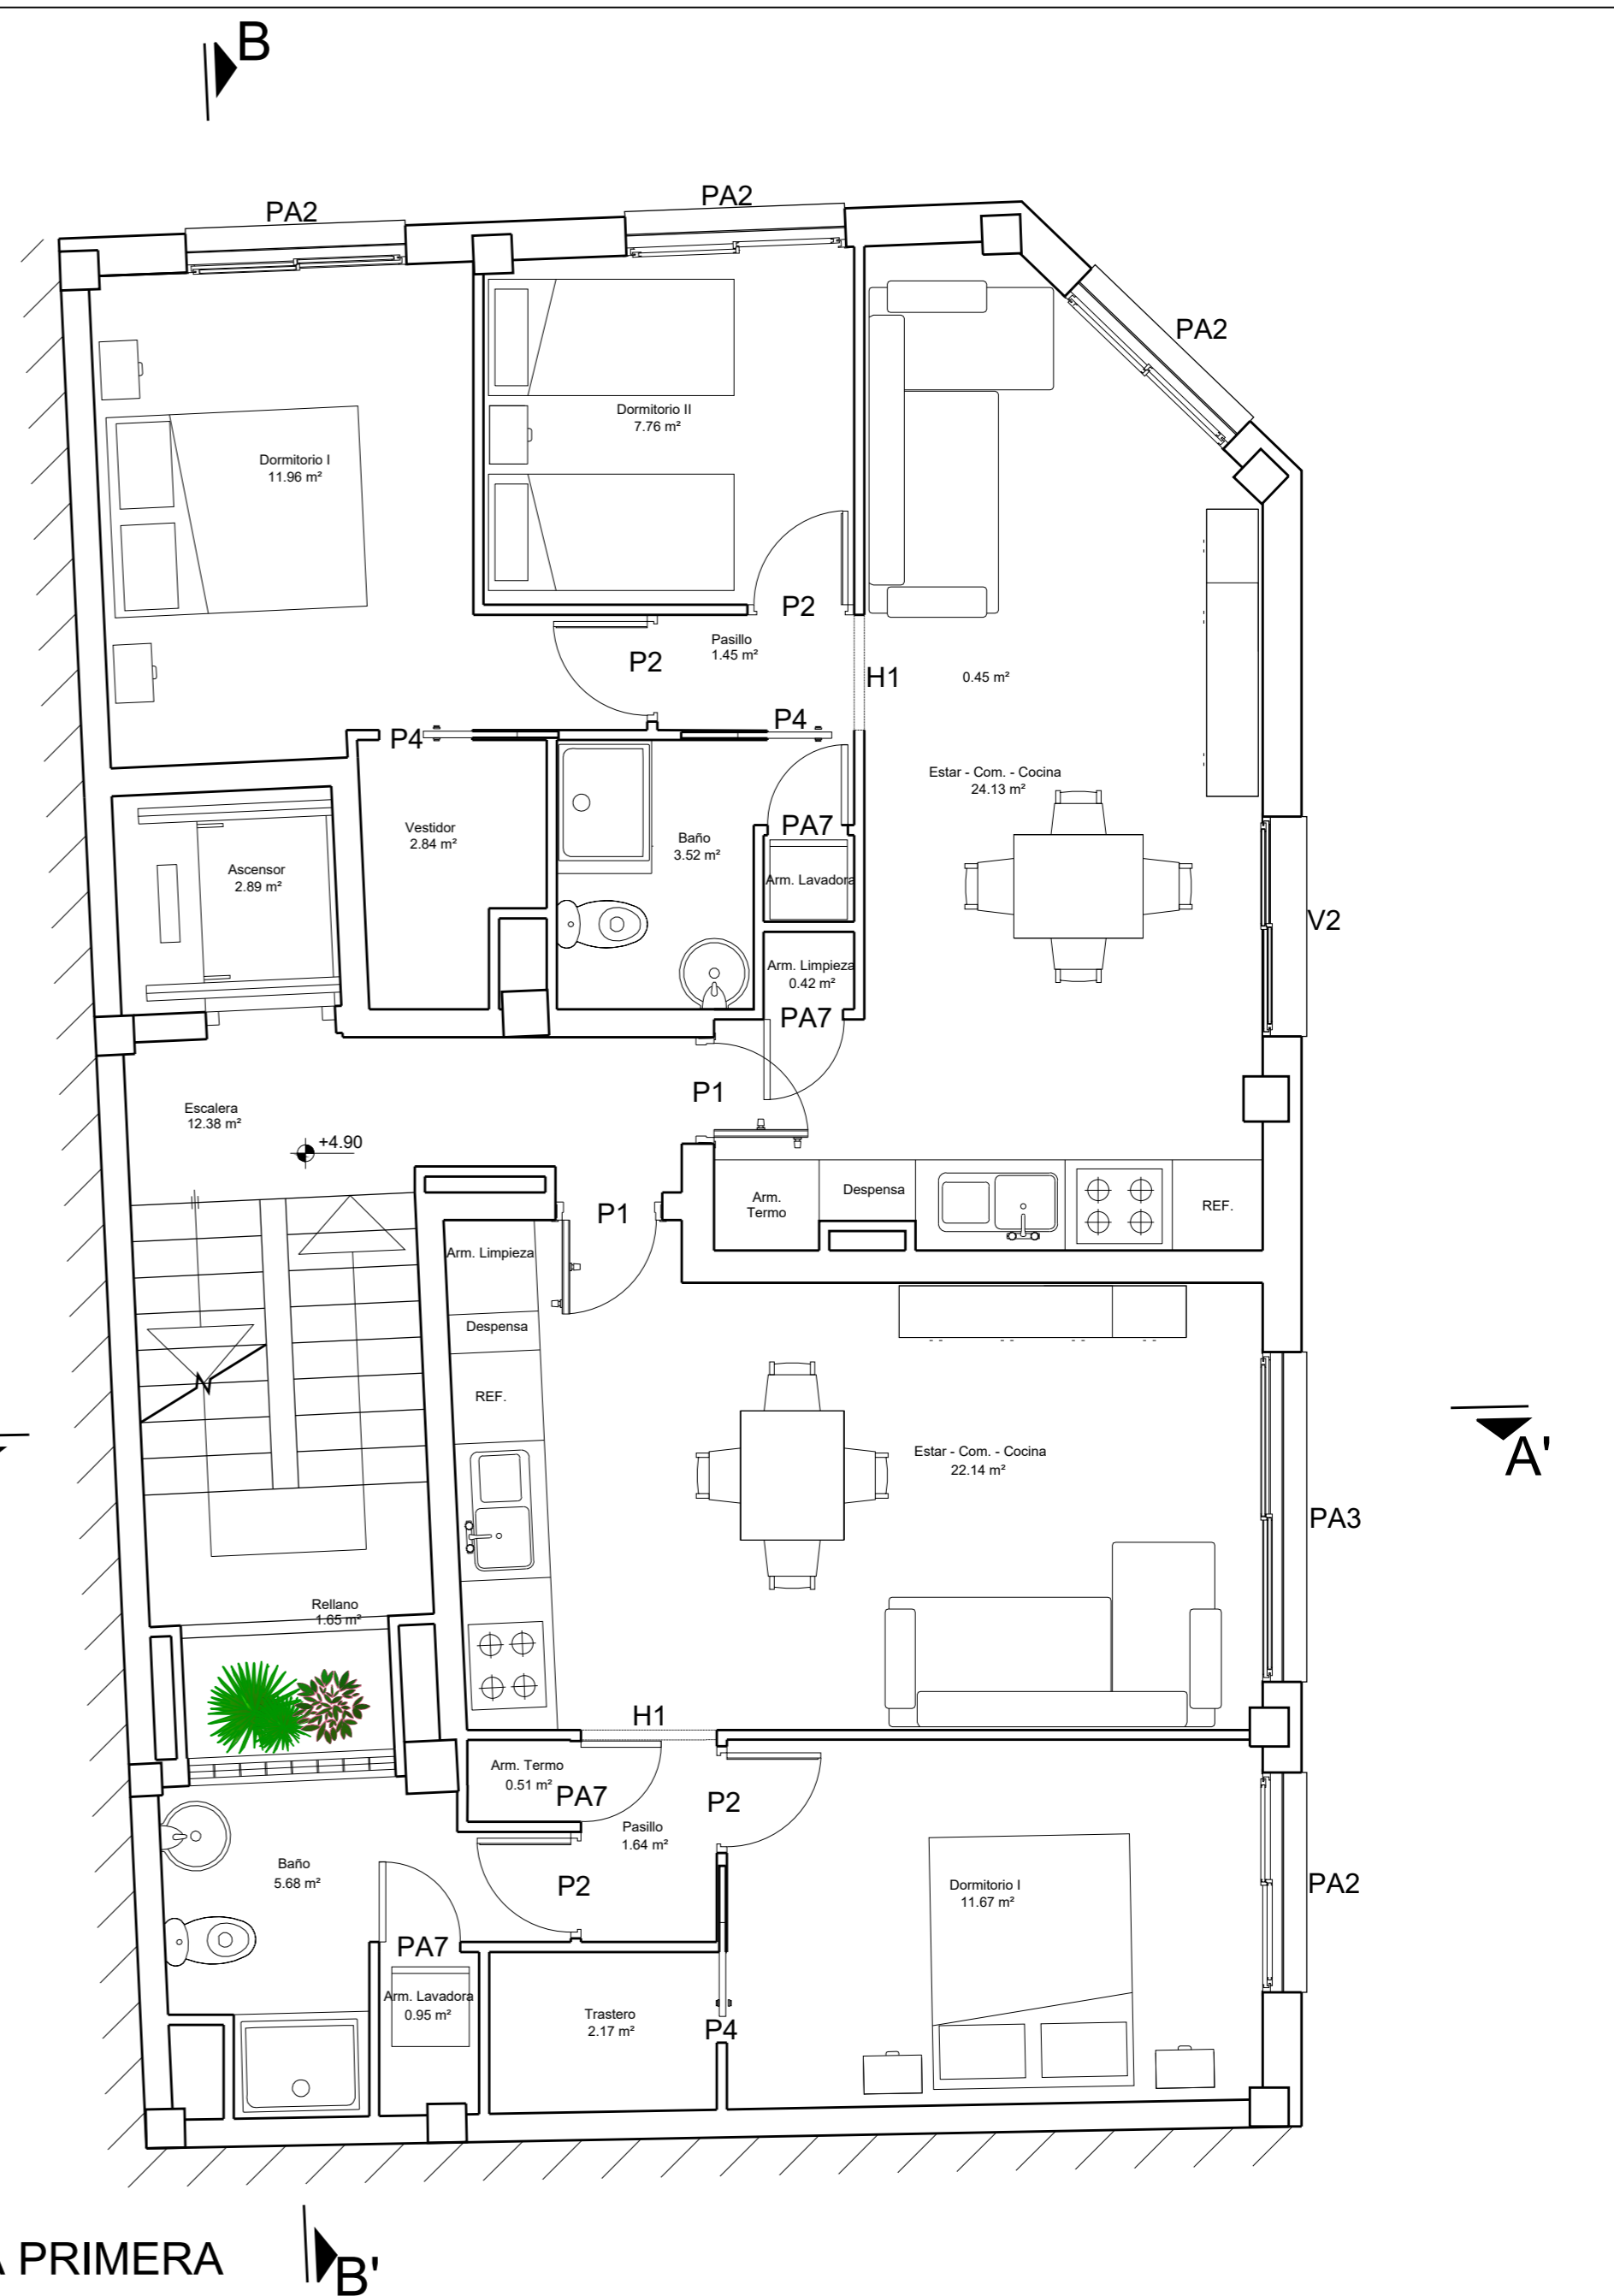 B
PA2
PA2
PA2
Dormitorio II
7.76 m²
Dormitorio I
11.96 m²
P2
Pasillo
1.45 m²
P2
H1
0.45 m²
P4
P4
Estar - Com. - Cocina
24.13 m²
Vestidor
2.84 m²
PA7
Baño
3.52 m²
Ascensor
2.89 m²
Arm. Lavadora
V2
Arm. Limpieza
0.42 m²
PA7
P1
Escalera
12.38 m²
+4.90
Arm.
Termo
Despensa
REF.
P1
Arm. Limpieza
Despensa
REF.
Estar - Com. - Cocina
22.14 m²
A'
PA3
Rellano
1.65 m²
H1
Arm. Termo
0.51 m²
PA7
P2
Pasillo
1.64 m²
Baño
5.68 m²
P2
Dormitorio I
11.67 m²
PA2
PA7
Arm. Lavadora
0.95 m²
Trastero
2.17 m²
P4
A PRIMERA
B'